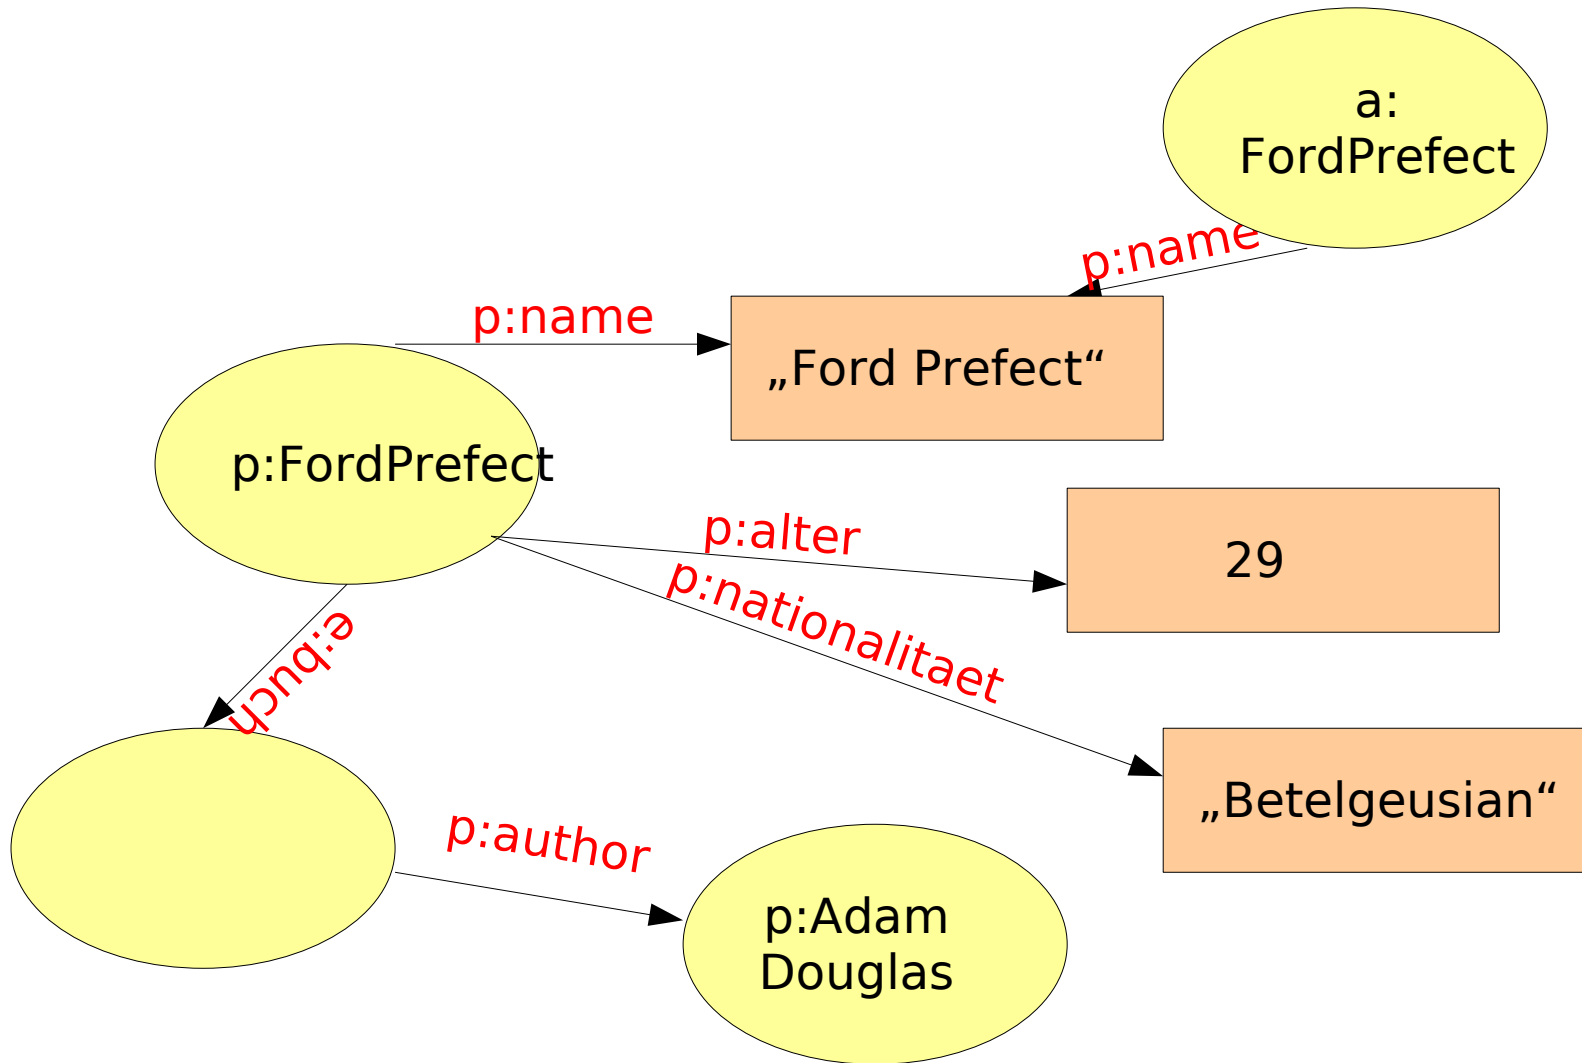 a:
FordPrefect
p:name
p:name
„Ford Prefect“
p:FordPrefect
p:alter
29
p:nationalitaet
e:buch
„Betelgeusian“
p:author
p:Adam
Douglas